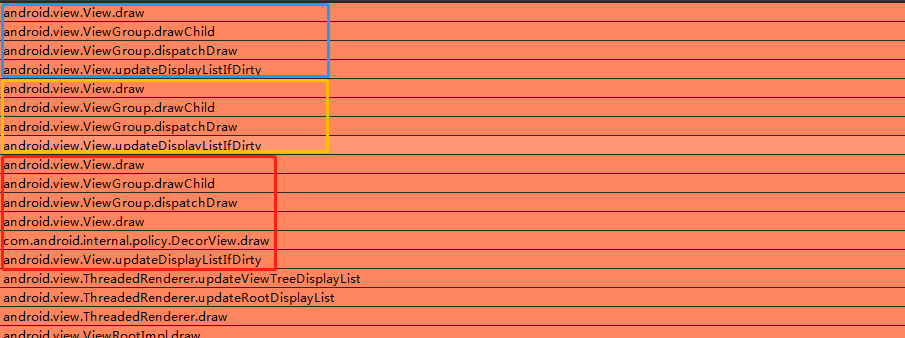 android.view.View.draw
android.view.ViewGroup.drawChild
android.view.ViewGroup.dispatchDraw
android.view.View.updateDisplayListIfDirty
android.view.View.draw
android.view.ViewGroup.drawChild
android.view.ViewGroup.dispatchDraw
android.view.View.updateDisplayListIfDirty
android.view.View.draw
android.view.ViewGroup.drawChild
android.view.ViewGroup.dispatchDraw
android.view.View.draw
com.android.internal.policy.DecorView.draw
android.view.View.updateDisplayListIfDirty
android.view.ThreadedRenderer.updateViewTreeDisplayList
android.view.ThreadedRenderer.updateRootDisplayList
android.view.ThreadedRenderer.draw
android.view.ViewRootImpl.draw